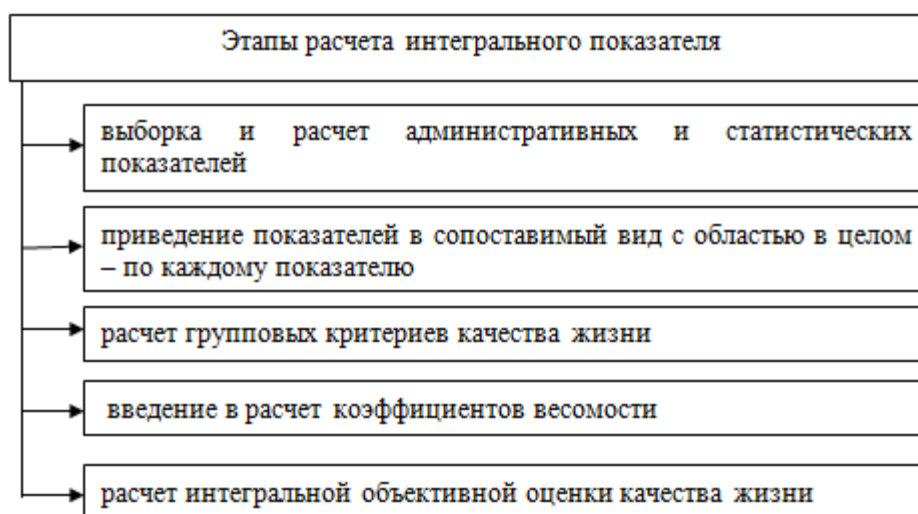 Этапы расчета интегрального показателя
выборка и расчет административных и статистических
показателей
приведение показателей в сопоставимый вид с областью в целом
– по каждому показателю
расчет групповых критериев качества жизни
введение в расчет коэффициентов весомости
расчет интегральной объективной оценки качества жизни